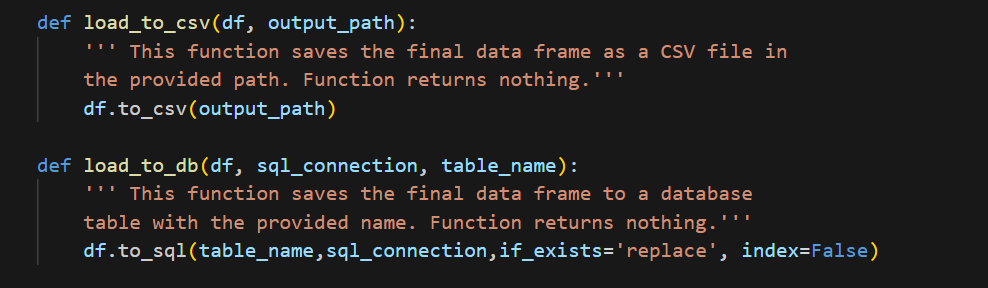 def load_to_csv(df, output_path):
    ''' This function saves the final data frame as a CSV file in
    the provided path. Function returns nothing.'''
    df.to_csv(output_path)
def load_to_db(df, sql_connection, table_name):
    ''' This function saves the final data frame to a database
    table with the provided name. Function returns nothing.'''
    df.to_sql(table_name,sql_connection,if_exists='replace', index=False)